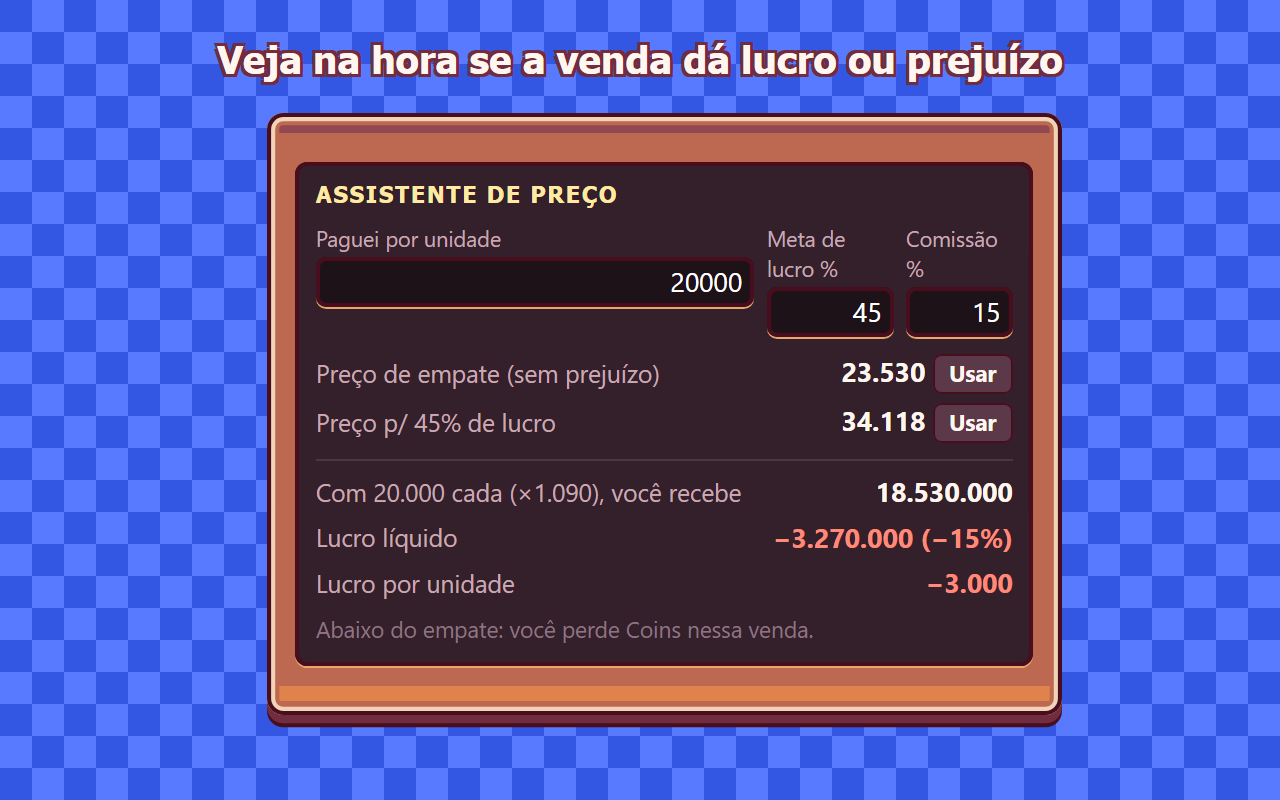 Veja na hora se a venda dá lucro ou prejuízo
ASSISTENTE DE PREÇO
Paguei por unidade
20000
Meta de
lucro %
45
Comissão
%
15
Preço de empate (sem prejuízo) 23.530 Usar
Preço p/ 45% de lucro 34.118 Usar
Com 20.000 cada (×1.090), você recebe 18.530.000
Lucro líquido −3.270.000 (−15%)
Lucro por unidade −3.000
Abaixo do empate: você perde Coins nessa venda.